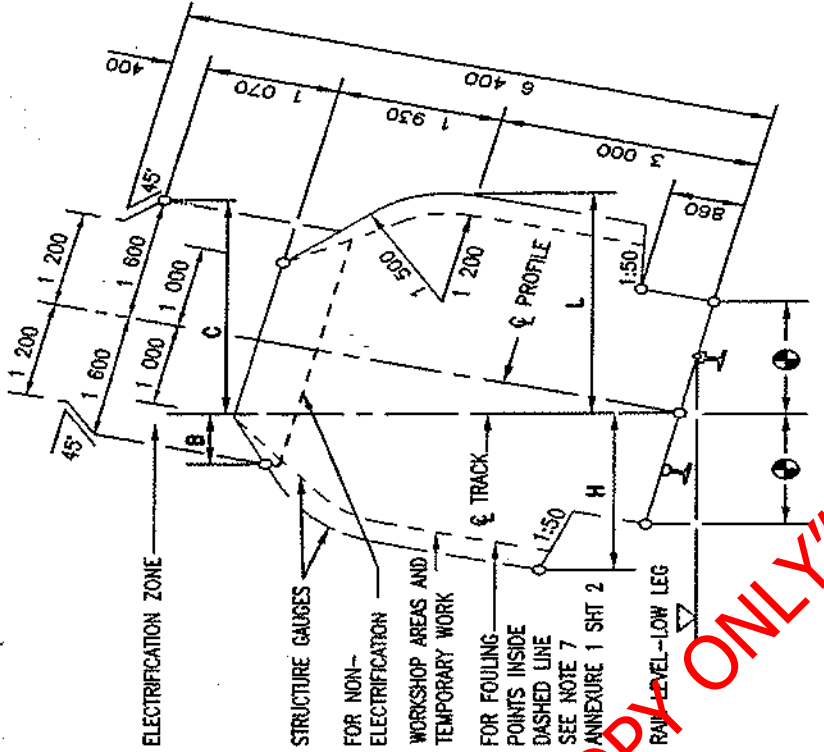 400
1 200
1 200
45°
45°
1 600
1 600
1 000
1 000
1 070
1 930
6 400
3 000
860
C
B
1 500
1 200
1:50
℄ PROFILE
L
℄ TRACK
H
1:50
ELECTRIFICATION ZONE
STRUCTURE GAUGES
FOR NON-
ELECTRIFICATION
WORKSHOP AREAS AND
TEMPORARY WORK
FOR FOULING
POINTS INSIDE
DASHED LINE
SEE NOTE 7
ANNEXURE 1 SHT 2
RAIL LEVEL-LOW LEG
COPY ONLY"